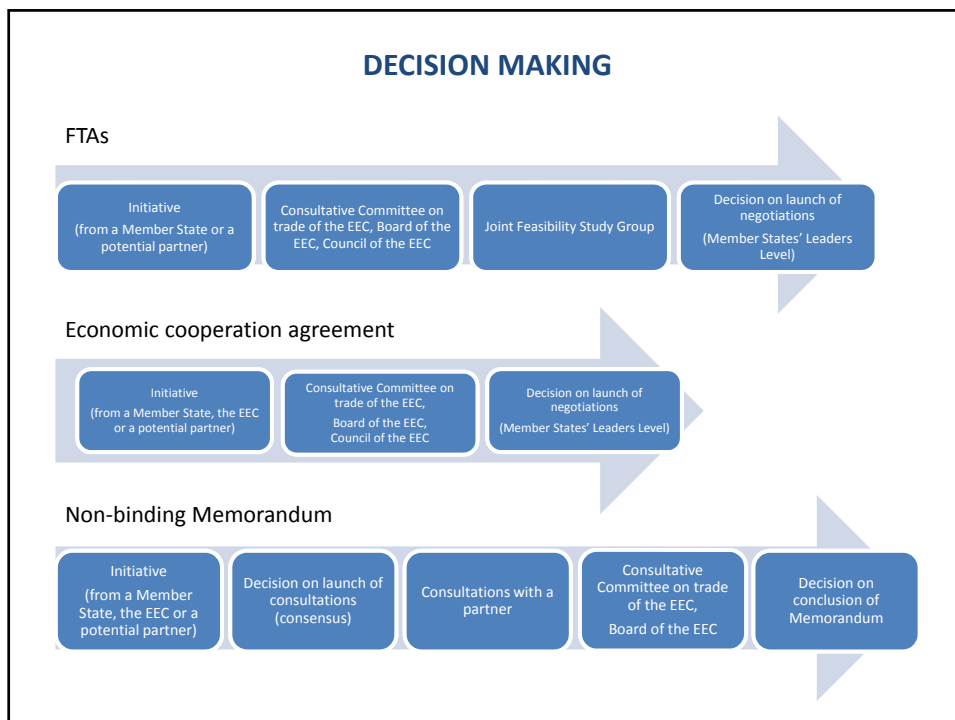 DECISION MAKING
FTAs
Initiative
(from a Member State or a
potential partner)
Consultative Committee on
trade of the EEC, Board of the
EEC, Council of the EEC
Joint Feasibility Study Group
Decision on launch of
negotiations
(Member States’ Leaders
Level)
Economic cooperation agreement
Initiative
(from a Member State, the EEC
or a potential partner)
Consultative Committee on
trade of the EEC,
Board of the EEC,
Council of the EEC
Decision on launch of
negotiations
(Member States’ Leaders Level)
Non-binding Memorandum
Initiative
(from a Member
State, the EEC or a
potential partner)
Decision on launch of
consultations
(consensus)
Consultations with a
partner
Consultative
Committee on trade
of the EEC,
Board of the EEC
Decision on
conclusion of
Memorandum